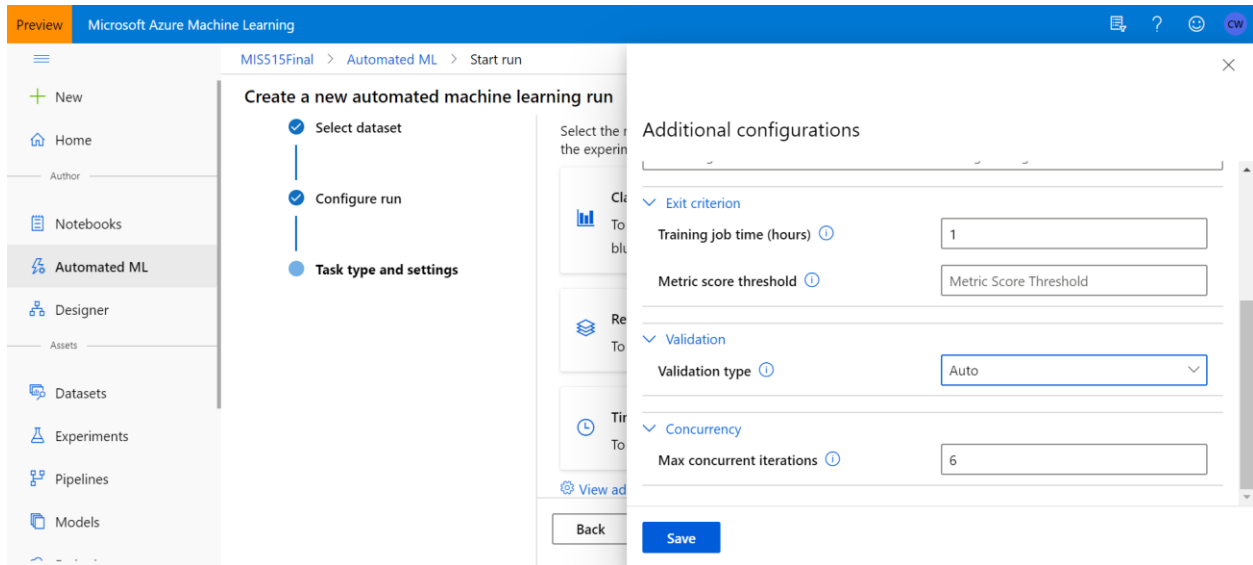 Preview
Microsoft Azure Machine Learning
CW
MIS515Final > Automated ML > Start run
New
Home
Author
Notebooks
Automated ML
Designer
Assets
Datasets
Experiments
Pipelines
Models
Create a new automated machine learning run
Select dataset
Configure run
Task type and settings
Select the
the experim
Cla
To
blu
Re
To
Tim
To
View ad
Back
Additional configurations
Exit criterion
Training job time (hours)
1
Metric score threshold
Metric Score Threshold
Validation
Validation type
Auto
Concurrency
Max concurrent iterations
6
Save